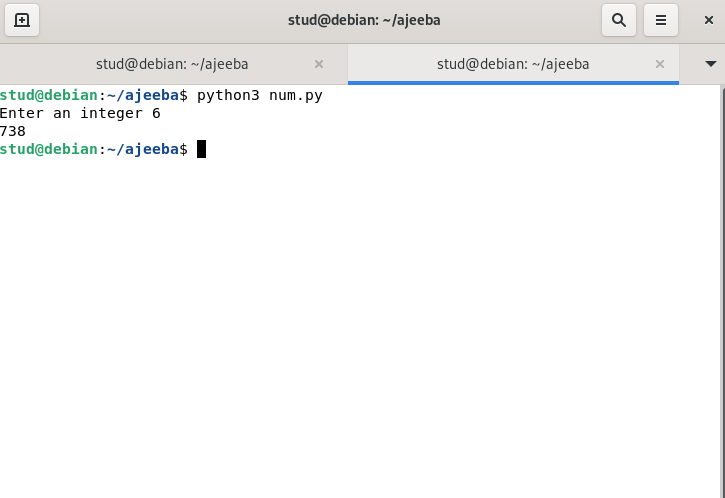 stud@debian: ~/ajeeba
stud@debian: ~/ajeeba
stud@debian: ~/ajeeba
stud@debian:~/ajeeba$ python3 num.py
Enter an integer 6
738
stud@debian:~/ajeeba$